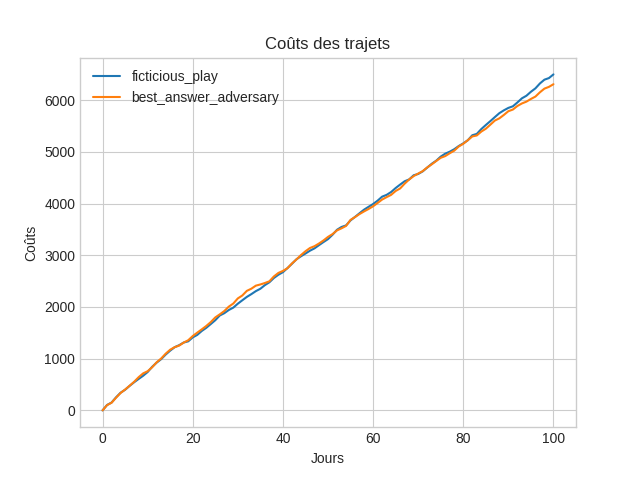 Coûts des trajets
ficticious_play
best_answer_adversary
Coûts
6000
5000
4000
3000
2000
1000
0
0 20 40 60 80 100
Jours